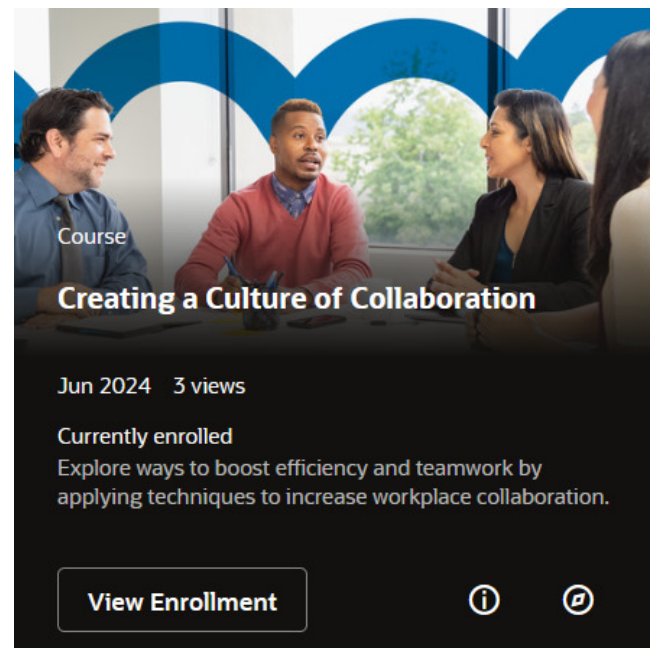 Course
Creating a Culture of Collaboration
Jun 2024 3 views
Currently enrolled
Explore ways to boost efficiency and teamwork by
applying techniques to increase workplace collaboration.
View Enrollment